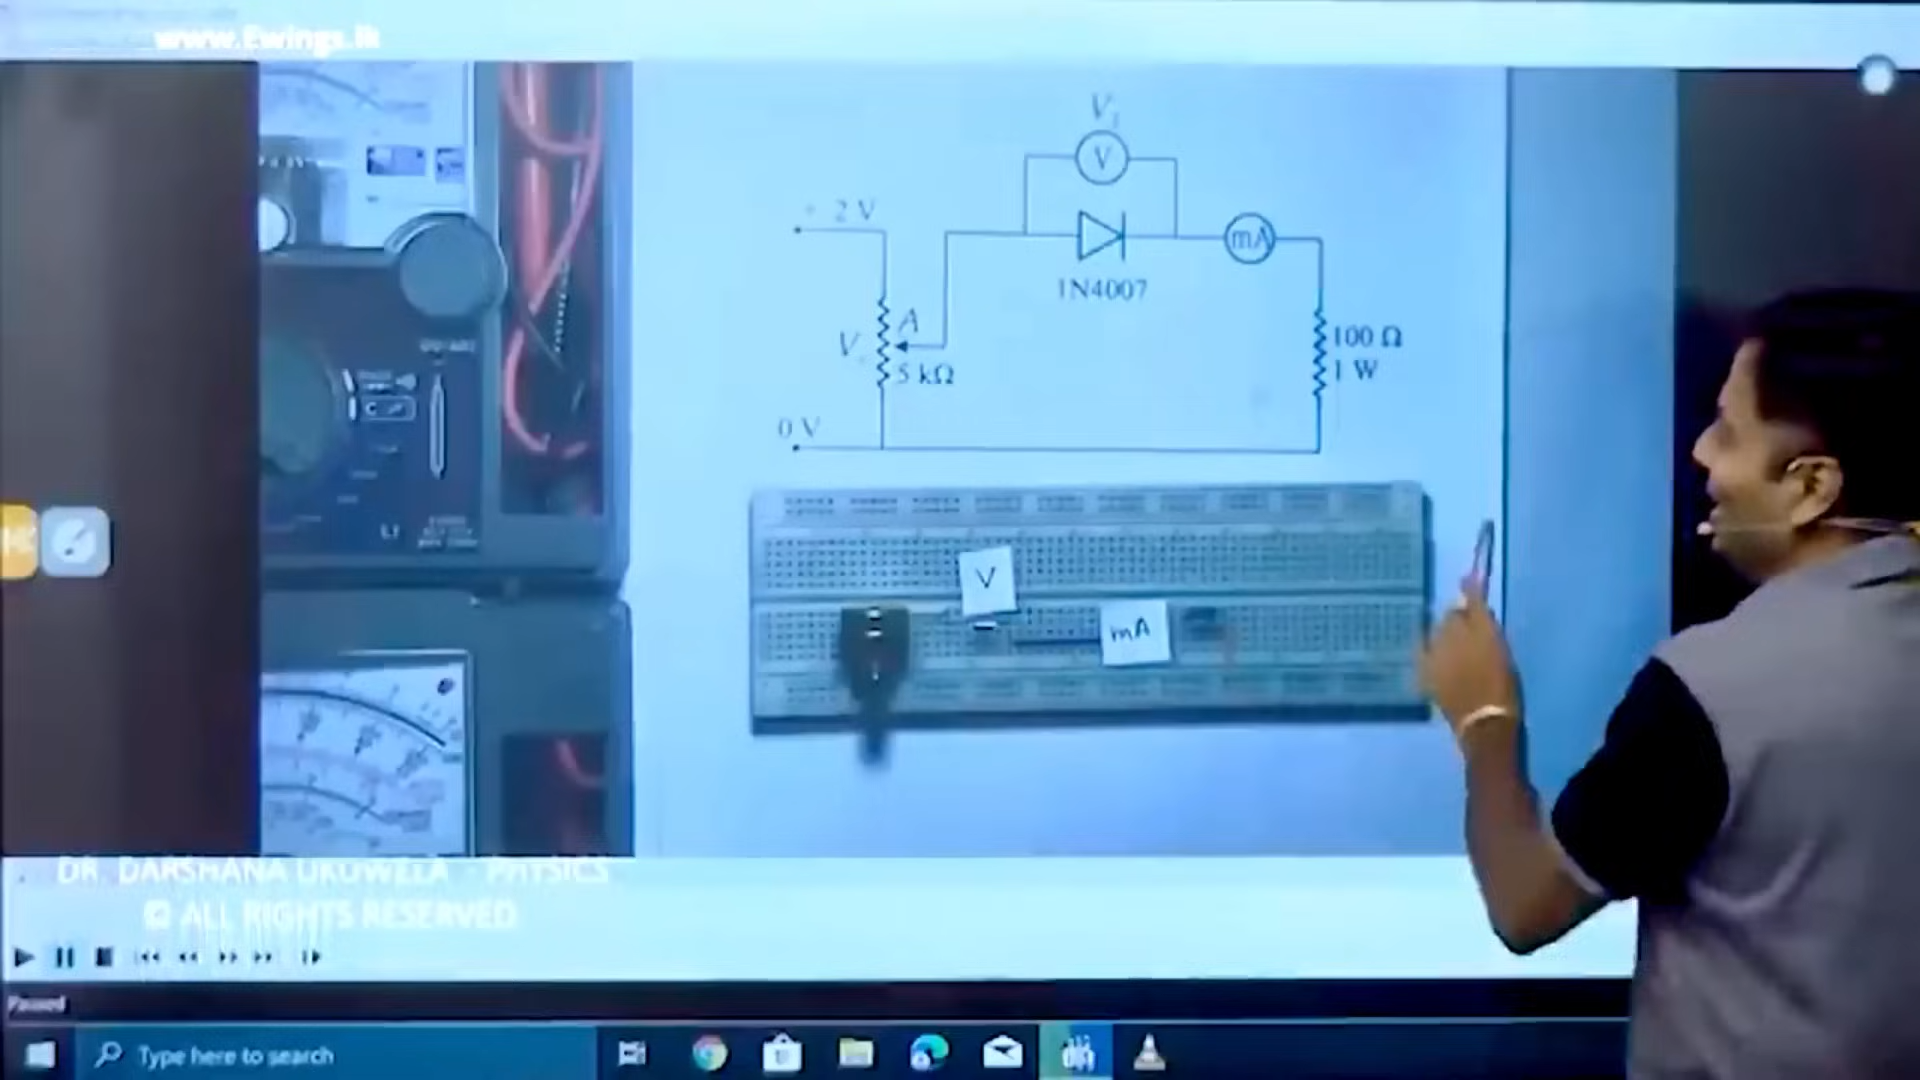 www.Ewings.lk
V
+ 2 V
1N4007
mA
A
V
5 kΩ
100 Ω
1 W
0 V
V
mA
DR. DARSHANA UKUWELA - PHYSICS
© ALL RIGHTS RESERVED
Paused
Type here to search